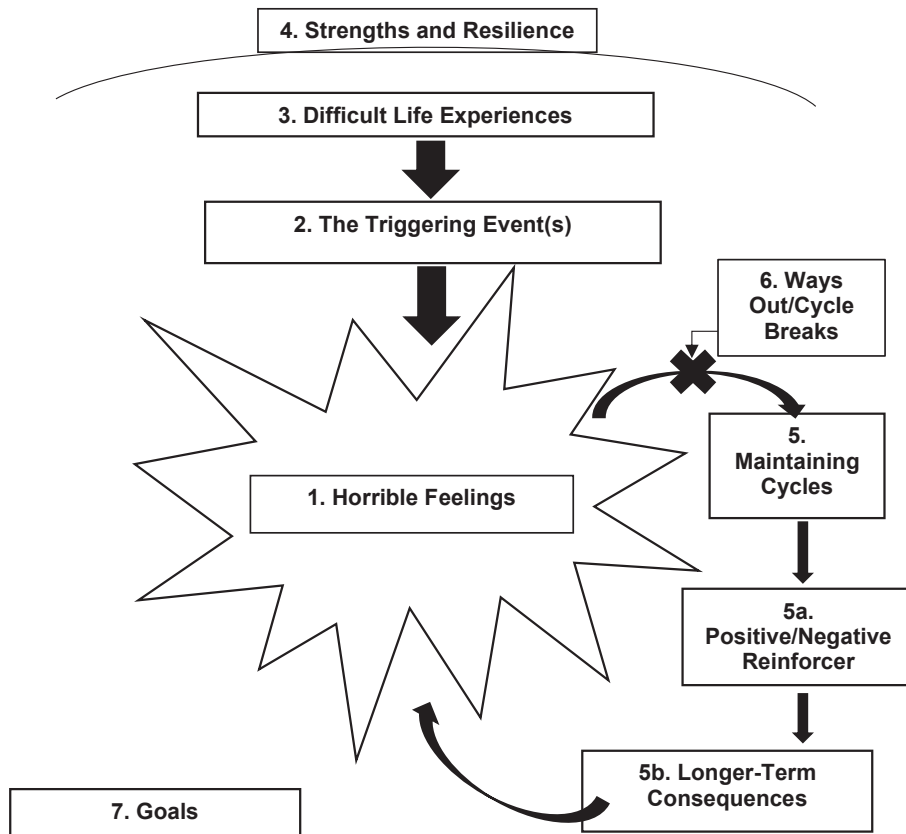 4. Strengths and Resilience
3. Difficult Life Experiences
2. The Triggering Event(s)
6. Ways
Out/Cycle
Breaks
5.
Maintaining
Cycles
1. Horrible Feelings
5a.
Positive/Negative
Reinforcer
5b. Longer-Term
Consequences
7. Goals